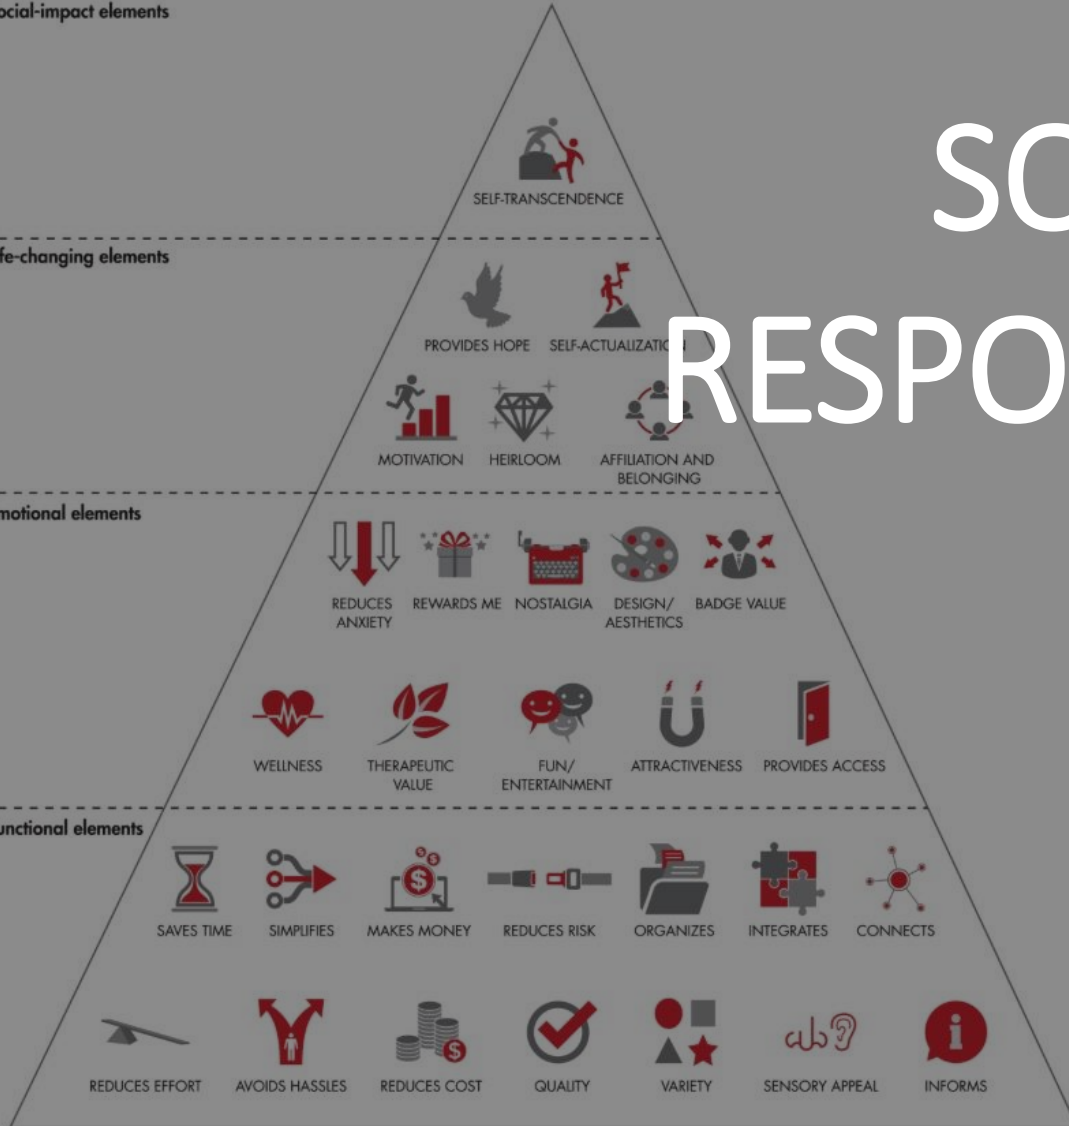 ocial-impact elements
SO
SELF-TRANSCENDENCE
fe-changing elements
RESPO
PROVIDES HOPE SELF-ACTUALIZATION
MOTIVATION HEIRLOOM AFFILIATION AND
BELONGING
motional elements
REDUCES REWARDS ME NOSTALGIA DESIGN/ BADGE VALUE
ANXIETY AESTHETICS
WELLNESS THERAPEUTIC FUN/ ATTRACTIVENESS PROVIDES ACCESS
VALUE ENTERTAINMENT
unctional elements
SAVES TIME SIMPLIFIES MAKES MONEY REDUCES RISK ORGANIZES INTEGRATES CONNECTS
REDUCES EFFORT AVOIDS HASSLES REDUCES COST QUALITY VARIETY SENSORY APPEAL INFORMS